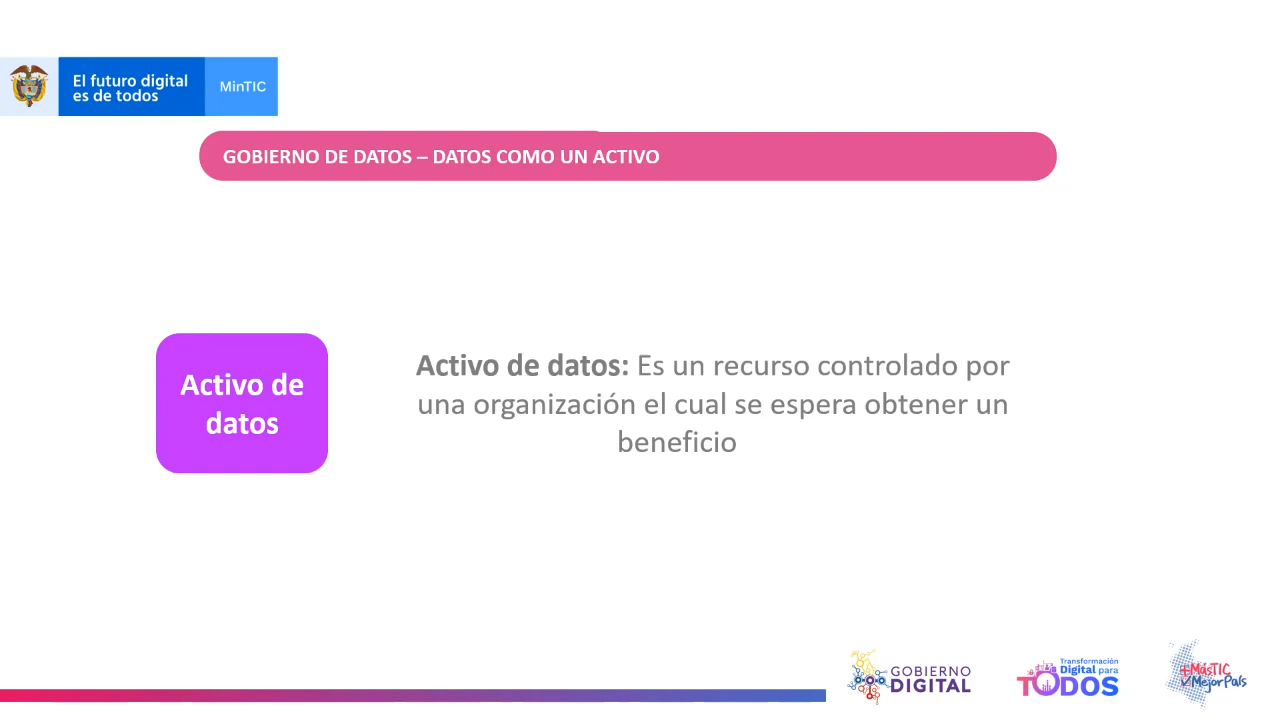 El futuro digital
es de todos
MinTIC
GOBIERNO DE DATOS – DATOS COMO UN ACTIVO
Activo de
datos
Activo de datos: Es un recurso controlado por
una organización el cual se espera obtener un
beneficio
GOBIERNO
DIGITAL
Transformación
Digital para
TODOS
+MásTIC
MejorPaís